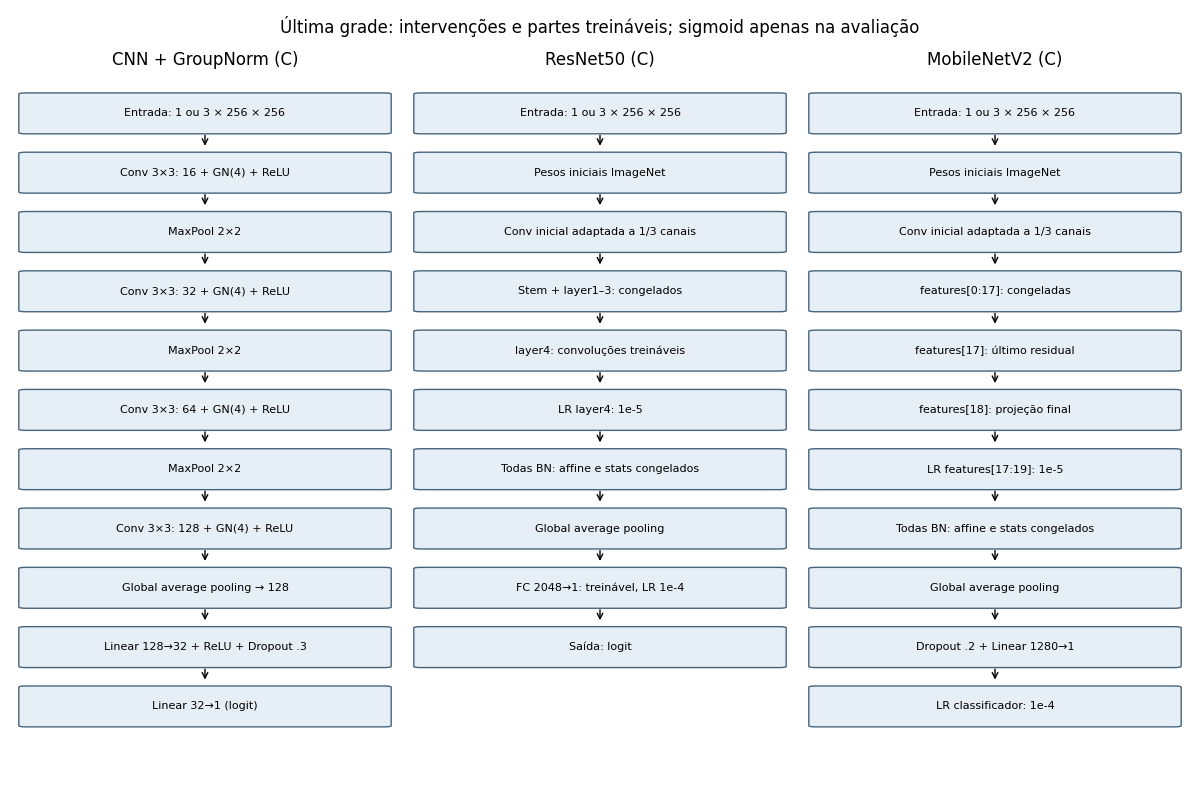 Última grade: intervenções e partes treináveis; sigmoid apenas na avaliação
CNN + GroupNorm (C)
Entrada: 1 ou 3 × 256 × 256
Conv 3×3: 16 + GN(4) + ReLU
MaxPool 2×2
Conv 3×3: 32 + GN(4) + ReLU
MaxPool 2×2
Conv 3×3: 64 + GN(4) + ReLU
MaxPool 2×2
Conv 3×3: 128 + GN(4) + ReLU
Global average pooling → 128
Linear 128→32 + ReLU + Dropout .3
Linear 32→1 (logit)
ResNet50 (C)
Entrada: 1 ou 3 × 256 × 256
Pesos iniciais ImageNet
Conv inicial adaptada a 1/3 canais
Stem + layer1–3: congelados
layer4: convoluções treináveis
LR layer4: 1e-5
Todas BN: affine e stats congelados
Global average pooling
FC 2048→1: treinável, LR 1e-4
Saída: logit
MobileNetV2 (C)
Entrada: 1 ou 3 × 256 × 256
Pesos iniciais ImageNet
Conv inicial adaptada a 1/3 canais
features[0:17]: congeladas
features[17]: último residual
features[18]: projeção final
LR features[17:19]: 1e-5
Todas BN: affine e stats congelados
Global average pooling
Dropout .2 + Linear 1280→1
LR classificador: 1e-4